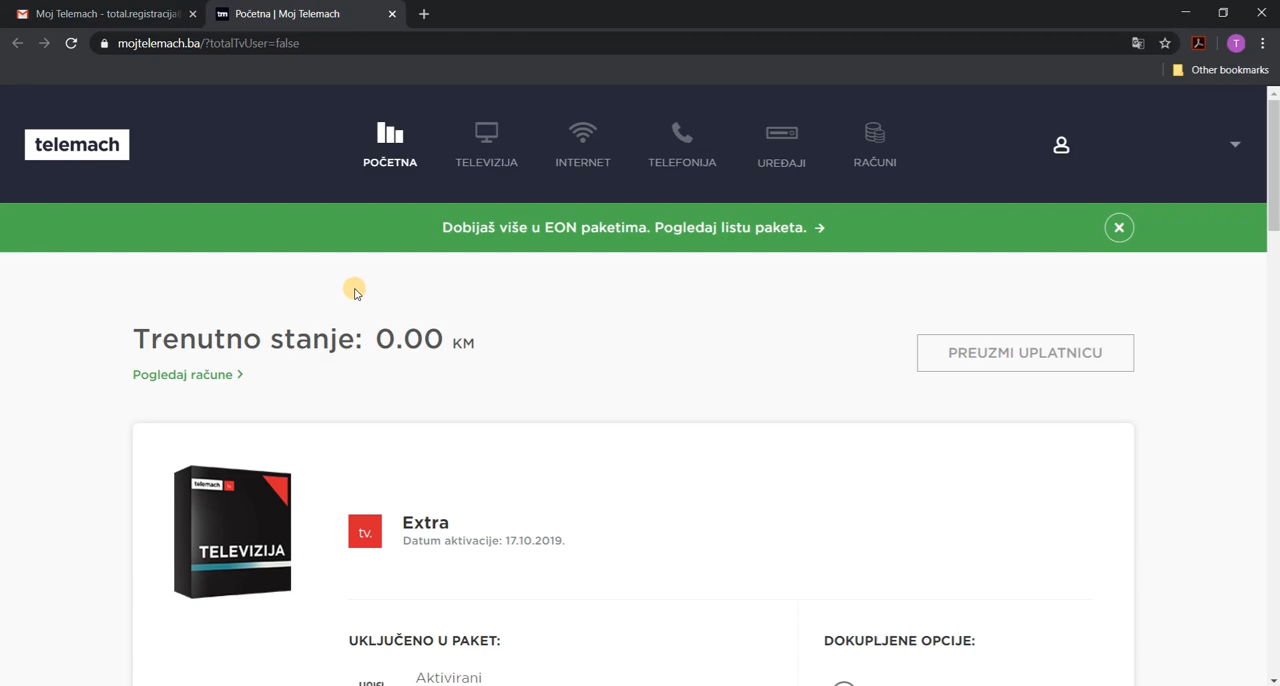 Moj Telemach - total.registracija
Početna | Moj Telemach
mojtelemach.ba/?totalTvUser=false
T
Other bookmarks
telemach
POČETNA
TELEVIZIJA
INTERNET
TELEFONIJA
UREĐAJI
RAČUNI
Dobijaš više u EON paketima. Pogledaj listu paketa. →
Trenutno stanje: 0.00 KM
PREUZMI UPLATNICU
Pogledaj račune >
telemach tv.
TELEVIZIJA
tv.
Extra
Datum aktivacije: 17.10.2019.
UKLJUČENO U PAKET:
DOKUPLJENE OPCIJE:
Aktivirani